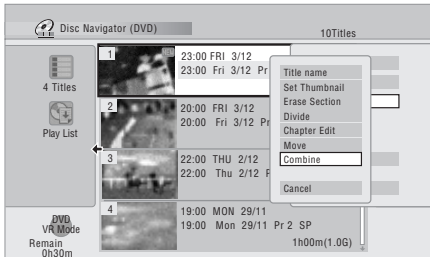 Disc Navigator (DVD)
10Titles
4 Titles
Play List
DVD
VR Mode
Remain
0h30m
1
23:00 FRI 3/12
23:00 Fri 3/12 Pr
2
20:00 FRI 3/12
20:00 Fri 3/12 Pr
3
22:00 THU 2/12
22:00 Thu 2/12
4
19:00 MON 29/11
19:00 Mon 29/11 Pr 2 SP
1h00m(1.0G)
Title name
Set Thumbnail
Erase Section
Divide
Chapter Edit
Move
Combine
Cancel